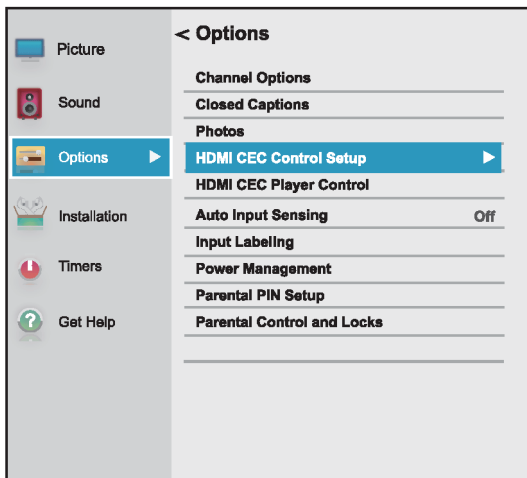 Picture
Sound
Options
Installation
Timers
Get Help
< Options
Channel Options
Closed Captions
Photos
HDMI CEC Control Setup
HDMI CEC Player Control
Auto Input Sensing Off
Input Labeling
Power Management
Parental PIN Setup
Parental Control and Locks